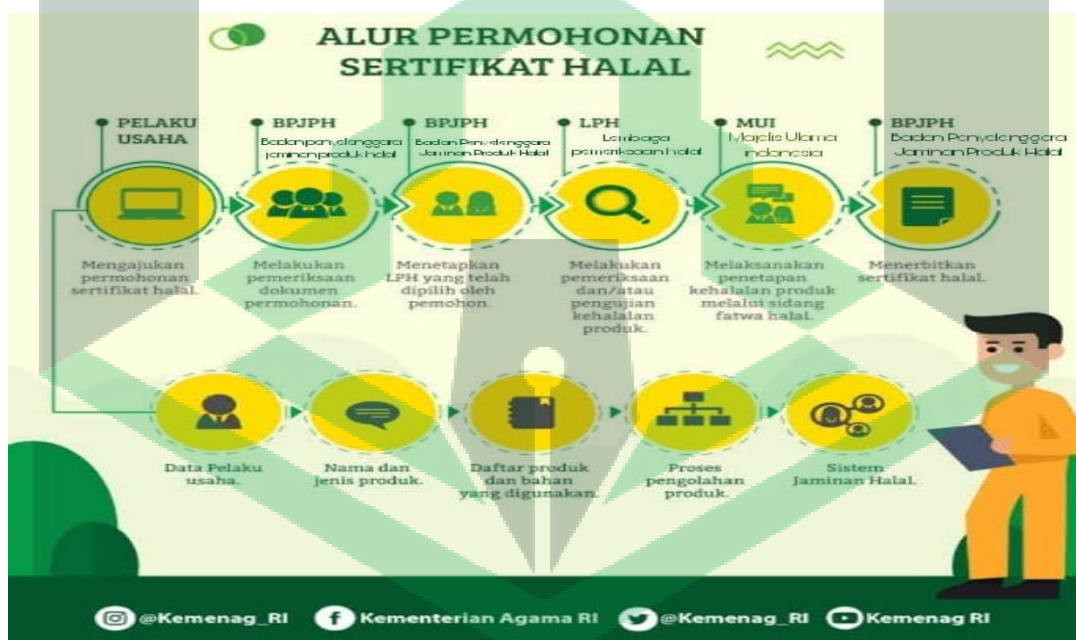 ALUR PERMOHONAN
SERTIFIKAT HALAL
PELAKU
USAHA
Mengajukan
permohonan
sertifikat halal.
BPJPH
Badan penyelenggara
jaminan produk halal
Melakukan
pemeriksaan
dokumen
permohonan.
BPJPH
Badan Penyelenggara
Jaminan Produk Halal
Menetapkan
LPH yang telah
dipilih oleh
pemohon.
LPH
Lembaga
pemeriksaan halal
Melakukan
pemeriksaan
dan/atau
pengujian
kehalalan
produk.
MUI
Majelis Ulama
indonesia
Melaksanakan
penetapan
kehalalan produk
melalui sidang
fatwa halal.
BPJPH
Badan Penyelenggara
Jaminan Produk Halal
Menerbitkan
sertifikat halal.
Data Pelaku
usaha.
Nama dan
jenis produk.
Daftar produk
dan bahan
yang digunakan.
Proses
pengolahan
produk.
Sistem
Jaminan Halal.
@Kemenag_RI
Kementerian Agama RI
@Kemenag_RI
Kemenag RI